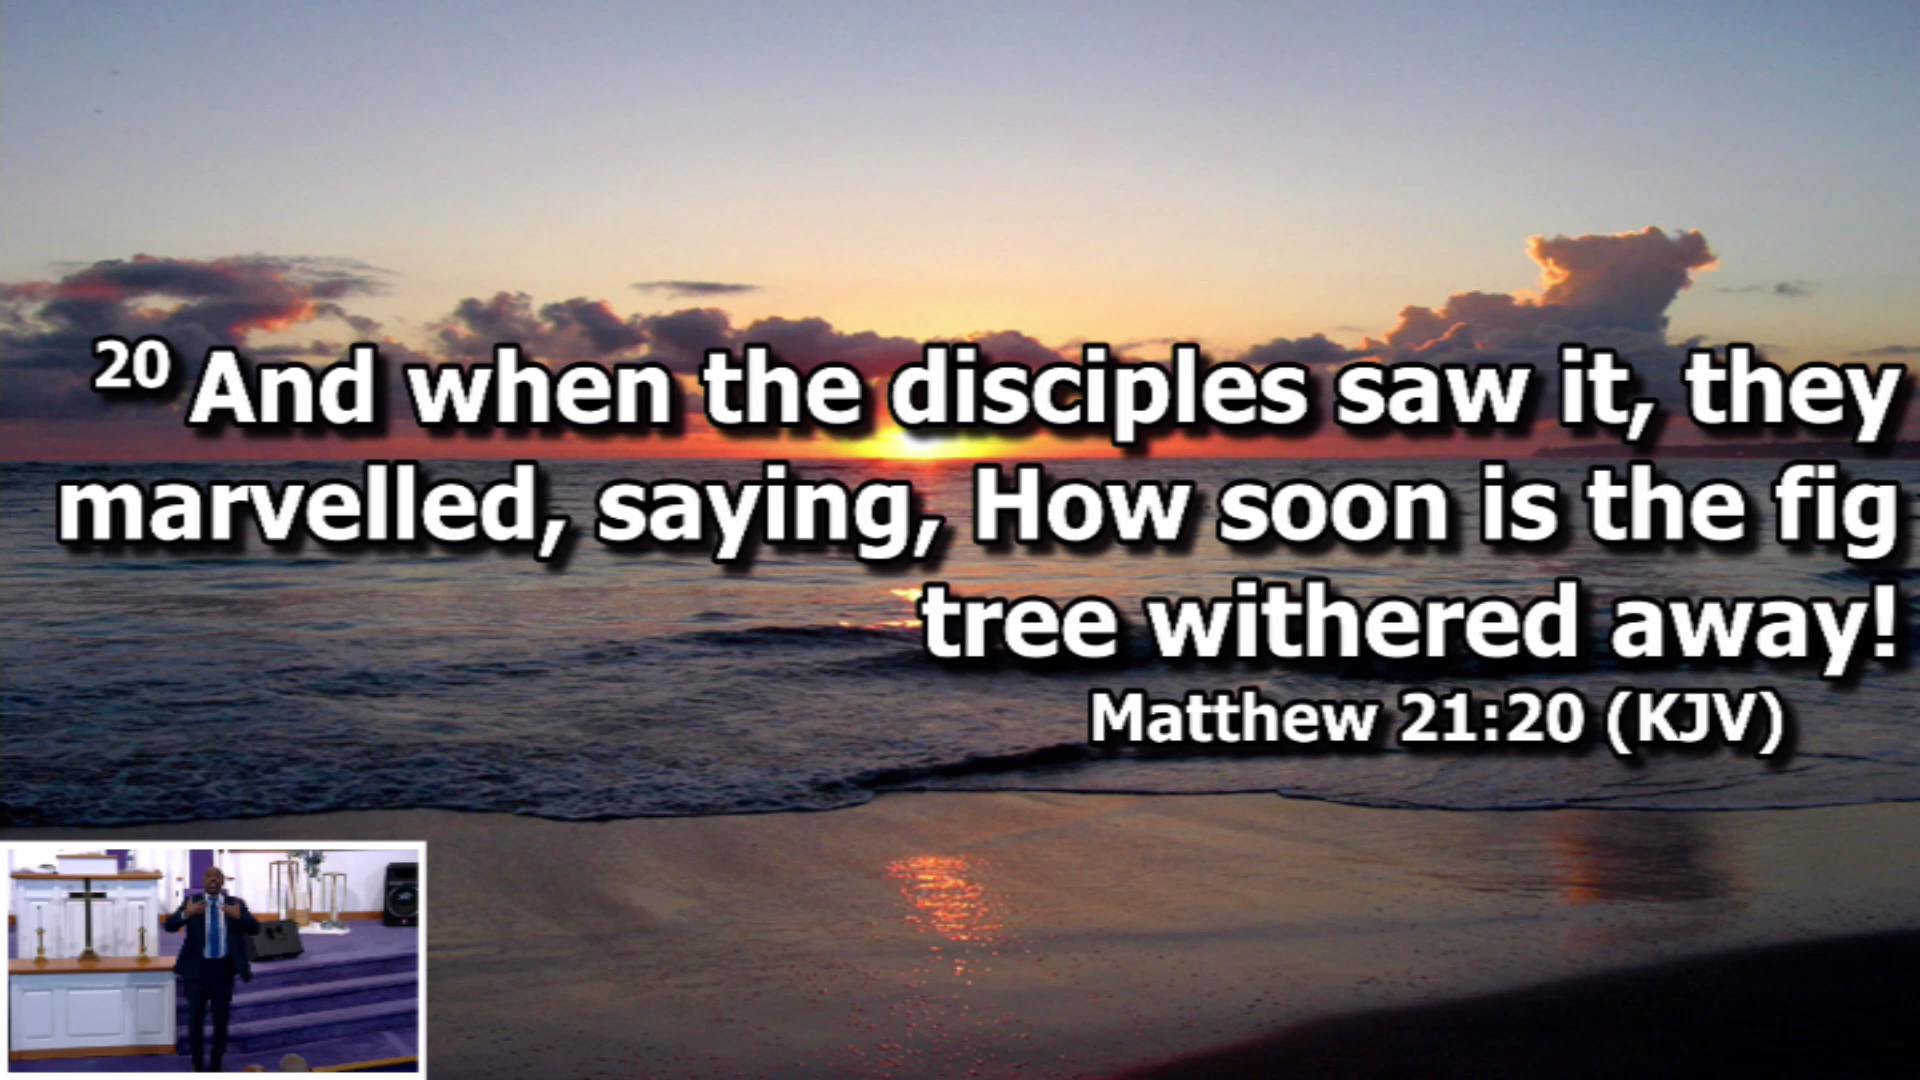 20 And when the disciples saw it, they
marvelled, saying, How soon is the fig
tree withered away!
Matthew 21:20 (KJV)